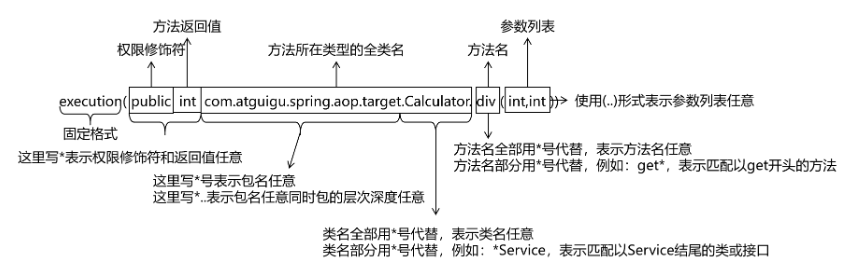 方法返回值
参数列表
权限修饰符
方法所在类型的全类名
方法名
execution(public int com.atguigu.spring.aop.target.Calculator.div(int,int))
使用(..)形式表示参数列表任意
固定格式
这里写*表示权限修饰符和返回值任意
方法名全部用*号代替，表示方法名任意
方法名部分用*号代替，例如：get*，表示匹配以get开头的方法
这里写*号表示包名任意
这里写*..表示包名任意同时包的层次深度任意
类名全部用*号代替，表示类名任意
类名部分用*号代替，例如：*Service，表示匹配以Service结尾的类或接口